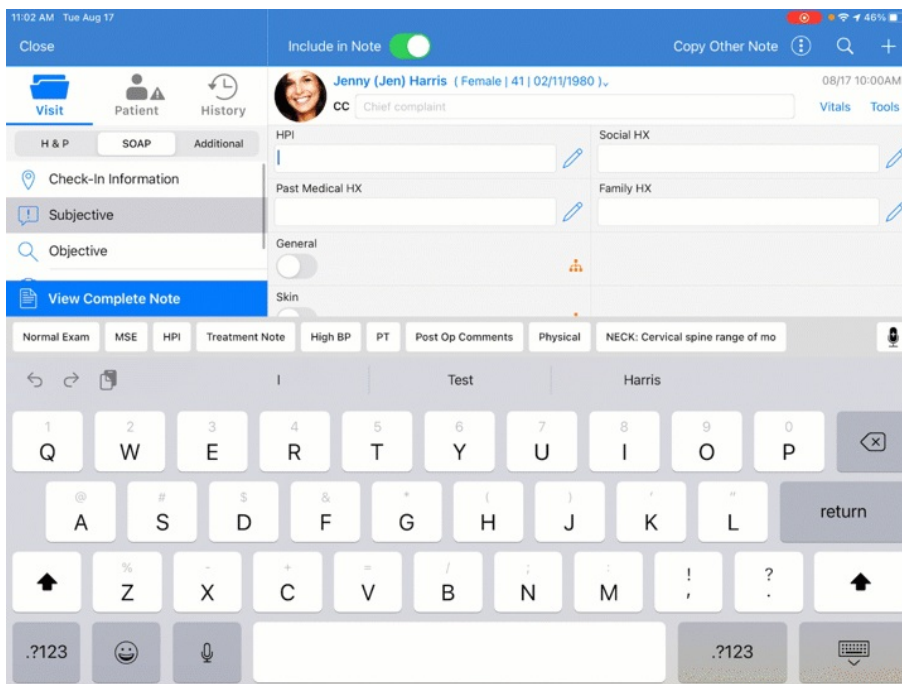 11:02 AM Tue Aug 17 46%
Close Include in Note Copy Other Note
Visit Patient History
Jenny (Jen) Harris ( Female | 41 | 02/11/1980 ) 08/17 10:00AM
CC Chief complaint Vitals Tools
H & P SOAP Additional
HPI Social HX
Check-In Information
Past Medical HX Family HX
Subjective
Objective
General
View Complete Note
Skin
Normal Exam MSE HPI Treatment Note High BP PT Post Op Comments Physical NECK: Cervical spine range of mo
I Test Harris
1 2 3 4 5 6 7 8 9 0
Q W E R T Y U I O P
@ # $ & * ( ) ' "
A S D F G H J K L return
% - + = / ; : ! ?
Z X C V B N M , .
.?123 .?123